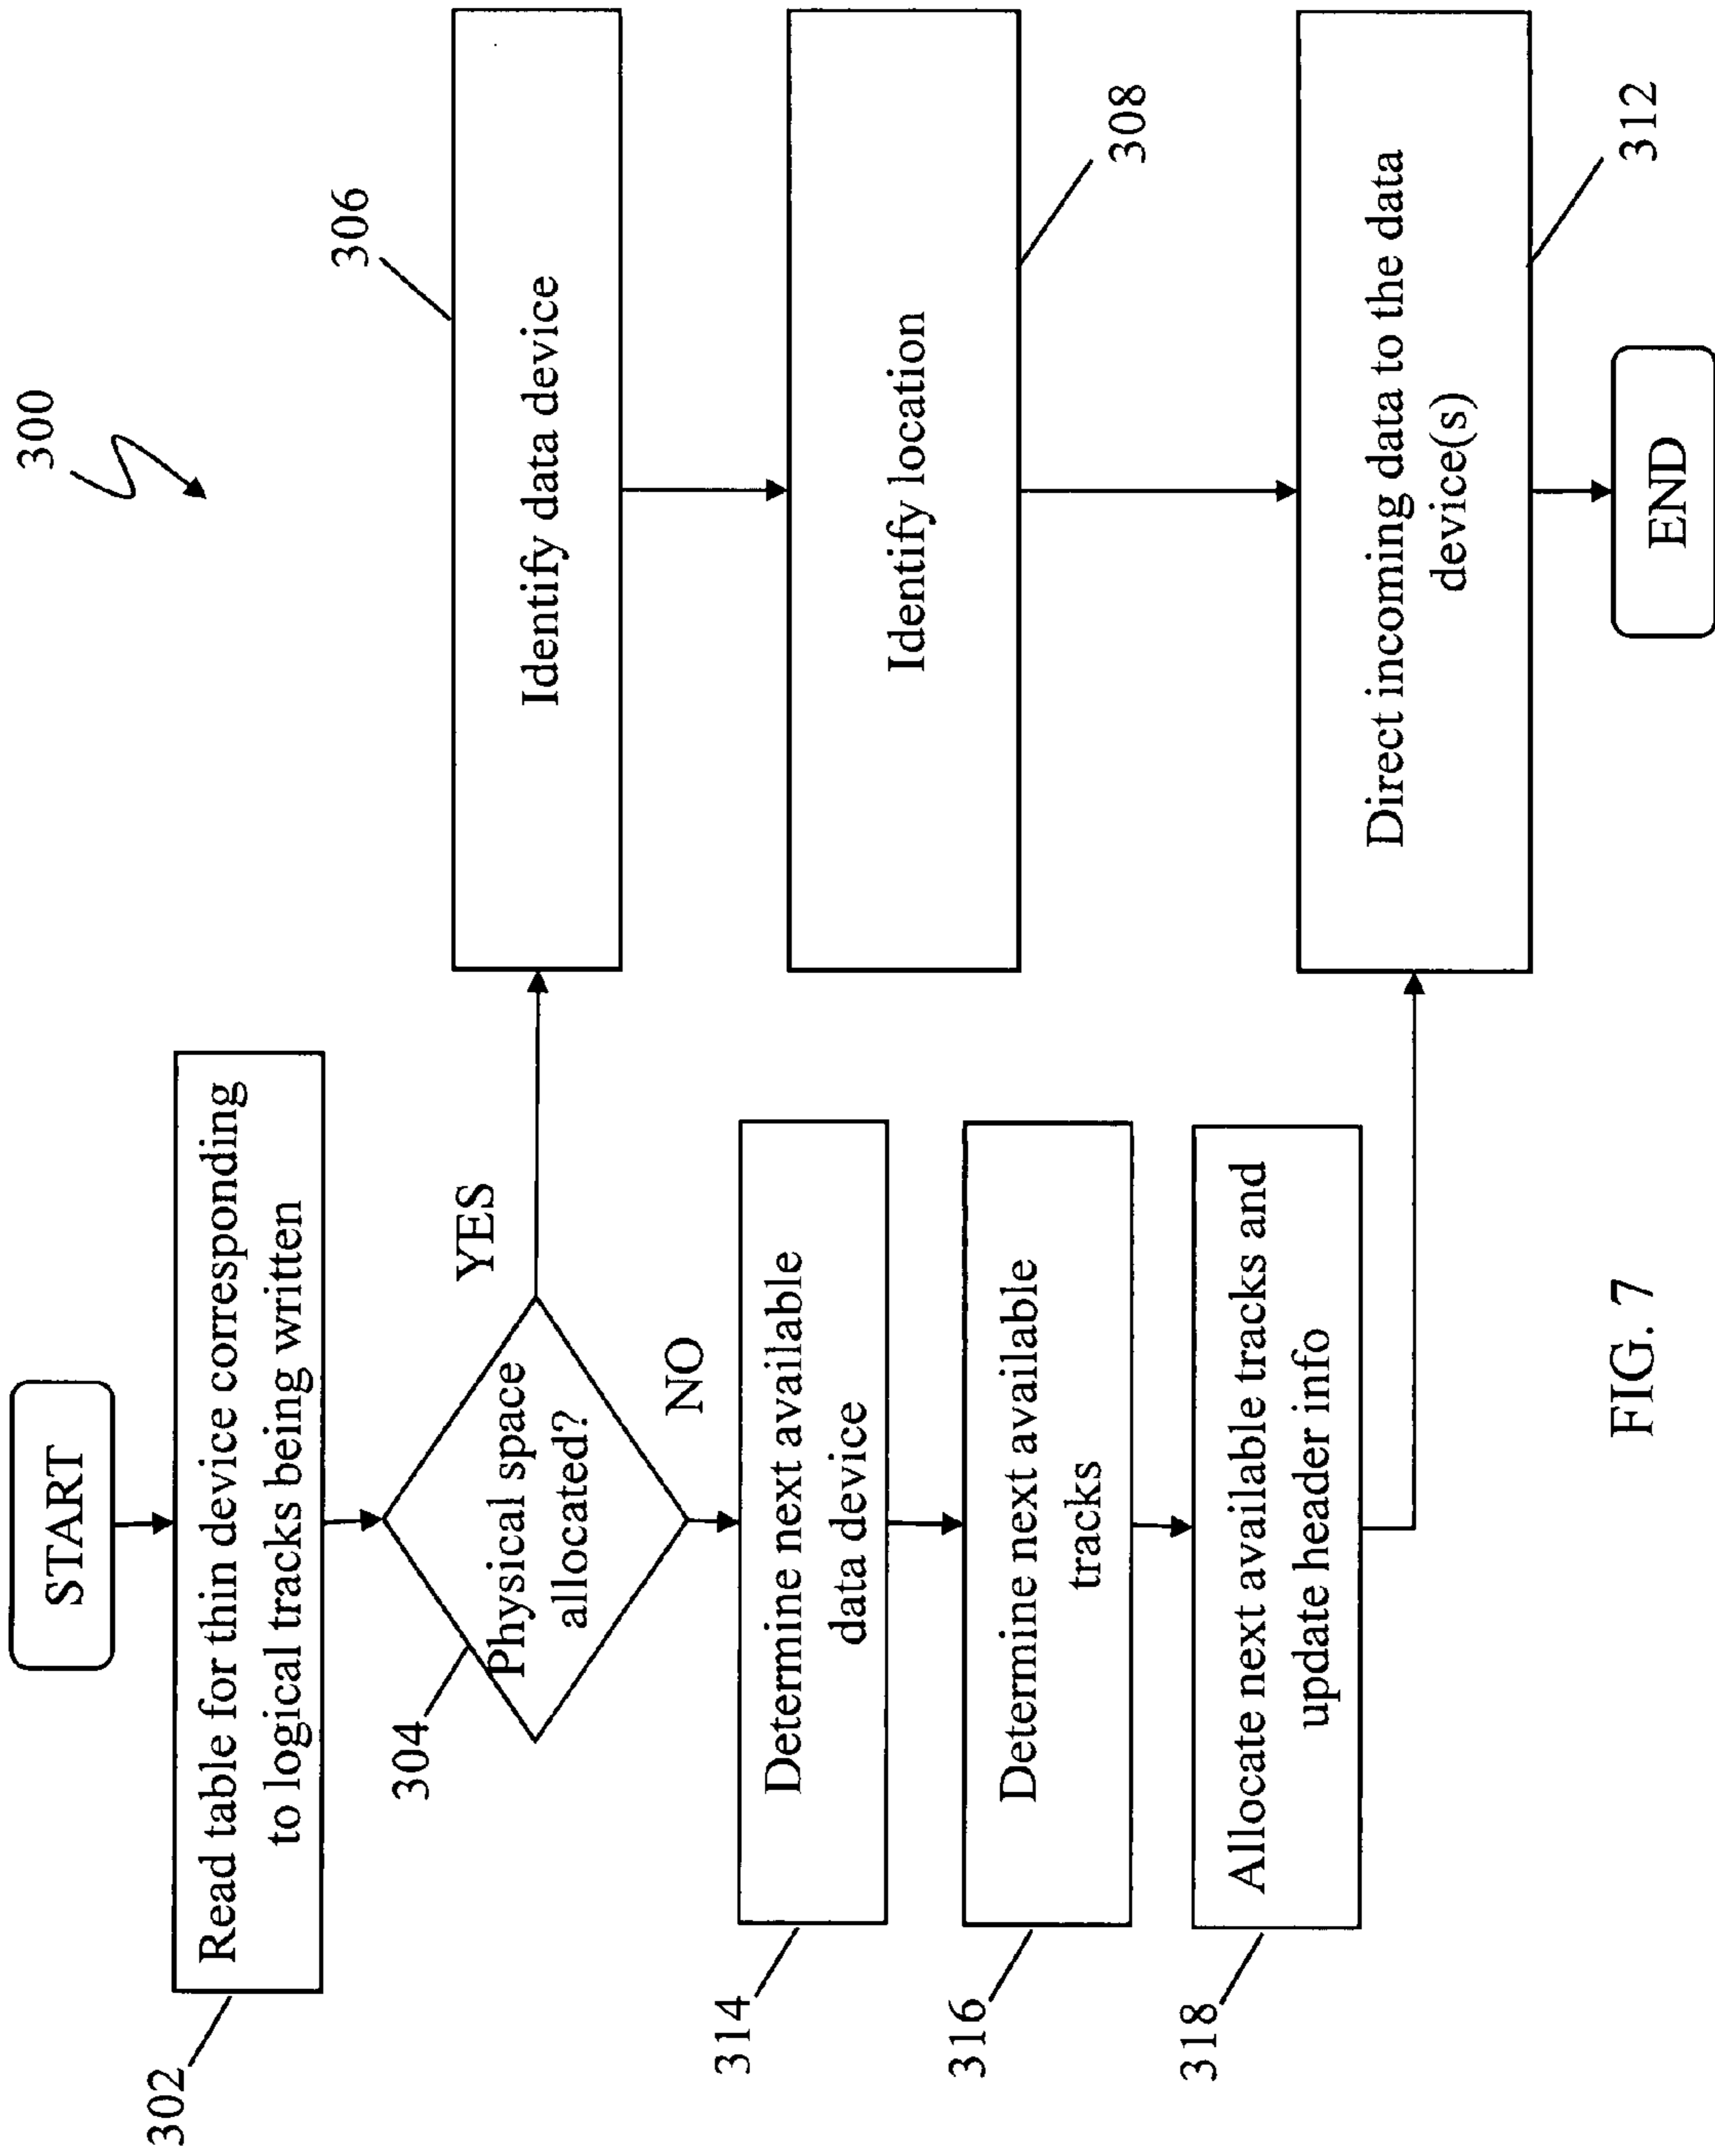 300
START
302
Read table for thin device corresponding
to logical tracks being written
304
Physical space
allocated?
YES
NO
306
Identify data device
308
Identify location
314
Determine next available
data device
316
Determine next available
tracks
318
Allocate next available tracks and
update header info
312
Direct incoming data to the data
device(s)
END
FIG. 7